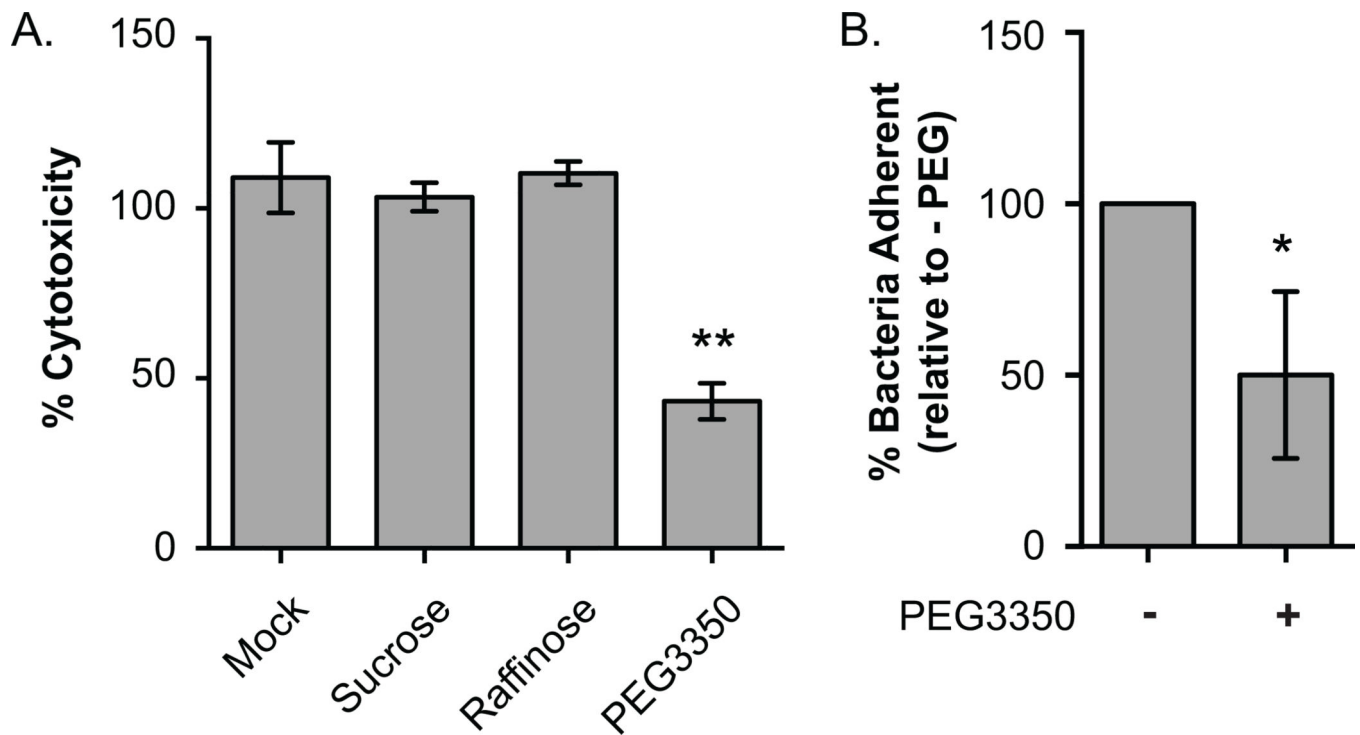 A.
% Cytotoxicity
150
100
50
0
**
Mock
Sucrose
Raffinose
PEG3350
B.
% Bacteria Adherent
(relative to - PEG)
150
100
50
0
*
PEG3350 - +